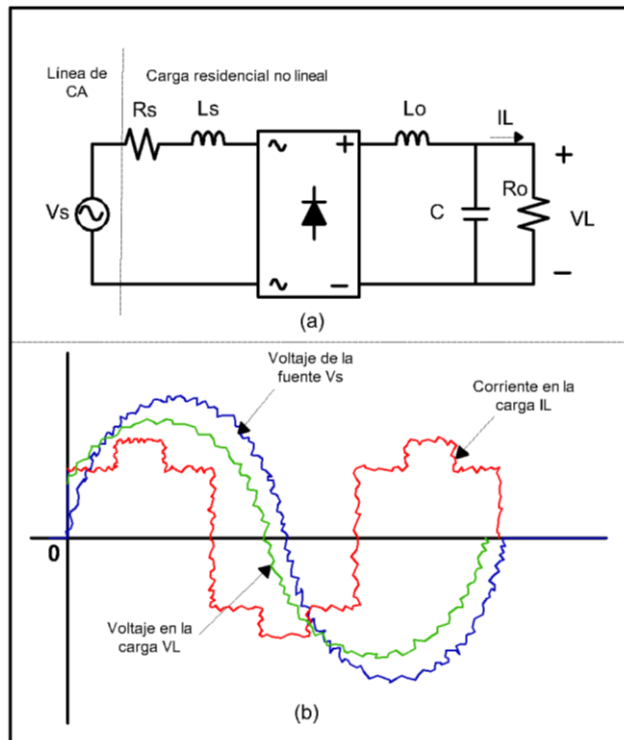 Línea de
CA
Carga residencial no lineal
Rs
Ls
Lo
IL
+
+
Vs
C
Ro
VL
−
−
(a)
Voltaje de la
fuente Vs
Corriente en la
carga IL
0
Voltaje en la
carga VL
(b)